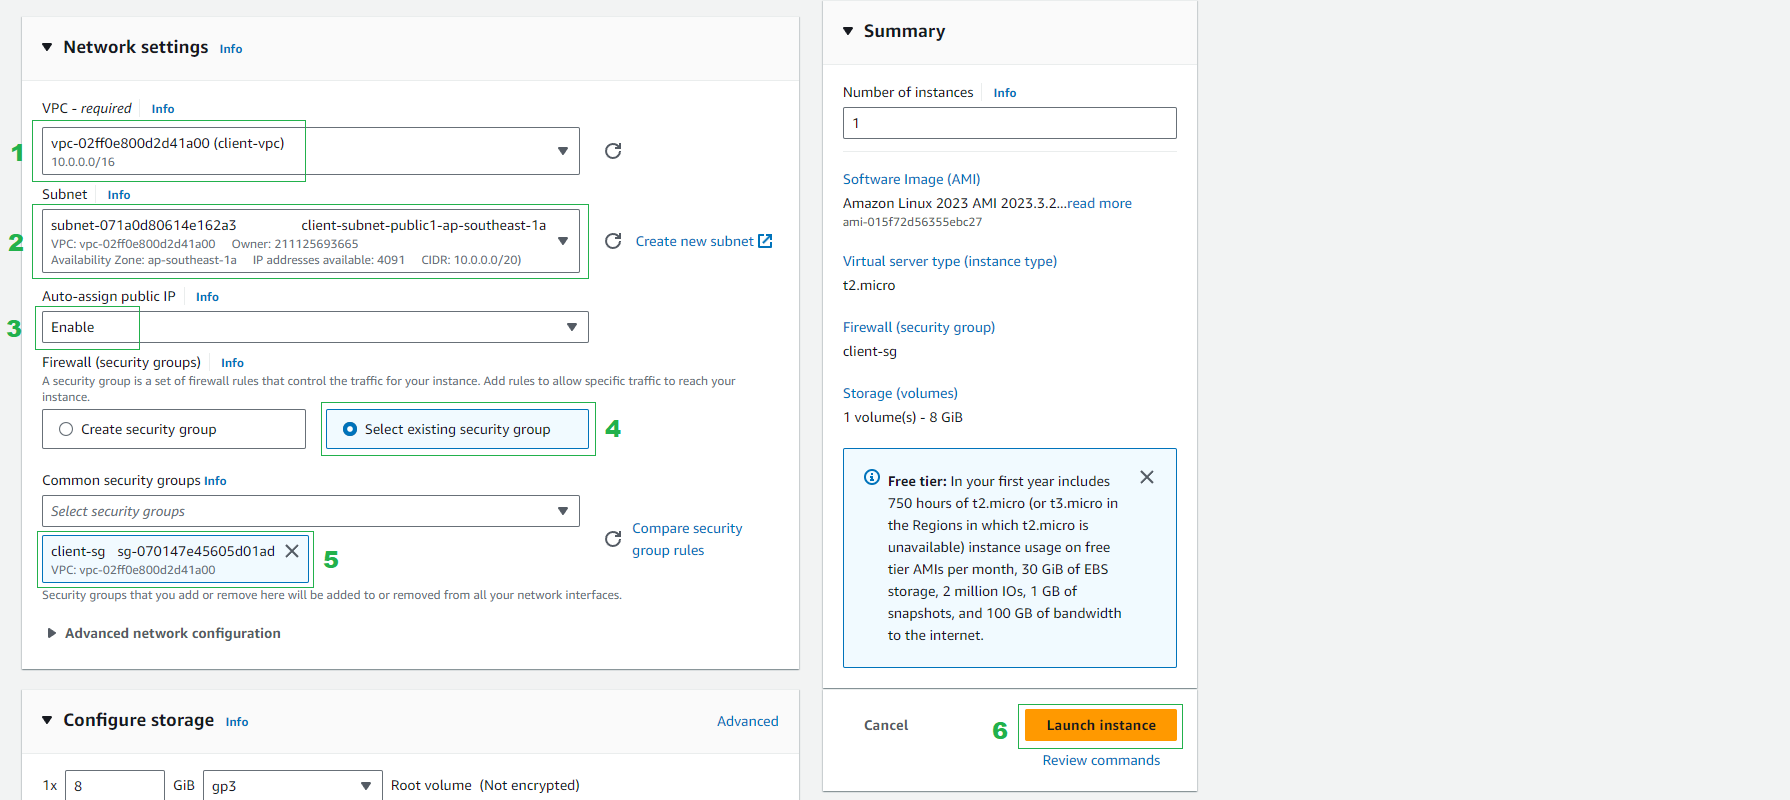 Network settings Info
VPC - required Info
1
vpc-02ff0e800d2d41a00 (client-vpc)
10.0.0.0/16
Subnet Info
2
subnet-071a0d80614e162a3 client-subnet-public1-ap-southeast-1a
VPC: vpc-02ff0e800d2d41a00 Owner: 211125693665
Availability Zone: ap-southeast-1a IP addresses available: 4091 CIDR: 10.0.0.0/20)
Create new subnet
Auto-assign public IP Info
3
Enable
Firewall (security groups) Info
A security group is a set of firewall rules that control the traffic for your instance. Add rules to allow specific traffic to reach your
instance.
Create security group
Select existing security group
4
Common security groups Info
Select security groups
Compare security
group rules
client-sg sg-070147e45605d01ad
VPC: vpc-02ff0e800d2d41a00
5
Security groups that you add or remove here will be added to or removed from all your network interfaces.
Advanced network configuration
Configure storage Info
Advanced
1x 8 GiB gp3 Root volume (Not encrypted)
Summary
Number of instances Info
1
Software Image (AMI)
Amazon Linux 2023 AMI 2023.3.2...read more
ami-015f72d56355ebc27
Virtual server type (instance type)
t2.micro
Firewall (security group)
client-sg
Storage (volumes)
1 volume(s) - 8 GiB
Free tier: In your first year includes
750 hours of t2.micro (or t3.micro in
the Regions in which t2.micro is
unavailable) instance usage on free
tier AMIs per month, 30 GiB of EBS
storage, 2 million IOs, 1 GB of
snapshots, and 100 GB of bandwidth
to the internet.
Cancel
6
Launch instance
Review commands